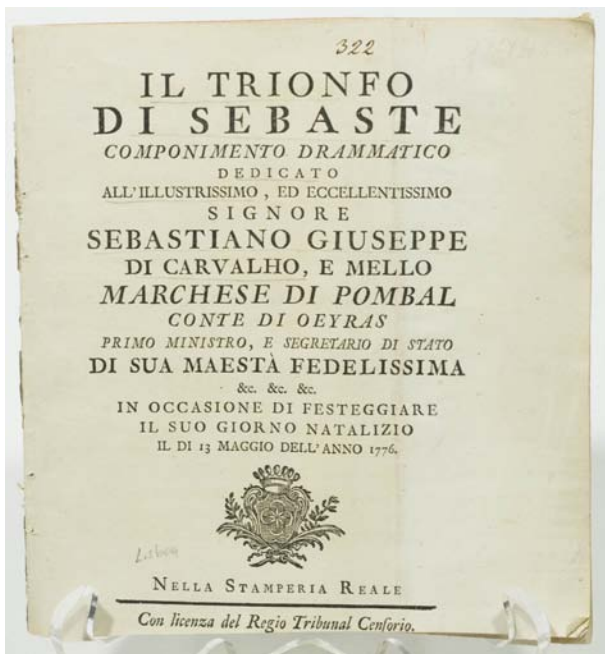 322
IL TRIONFO
DI SEBASTE
COMPONIMENTO DRAMMATICO
DEDICATO
ALL'ILLUSTRISSIMO, ED ECCELLENTISSIMO
SIGNORE
SEBASTIANO GIUSEPPE
DI CARVALHO, E MELLO
MARCHESE DI POMBAL
CONTE DI OEYRAS
PRIMO MINISTRO, E SEGRETARIO DI STATO
DI SUA MAESTÀ FEDELISSIMA
&c. &c. &c.
IN OCCASIONE DI FESTEGGIARE
IL SUO GIORNO NATALIZIO
IL DI 13 MAGGIO DELL'ANNO 1776.
Lisbon
NELLA STAMPERIA REALE
Con licenza del Regio Tribunal Cenſorio.